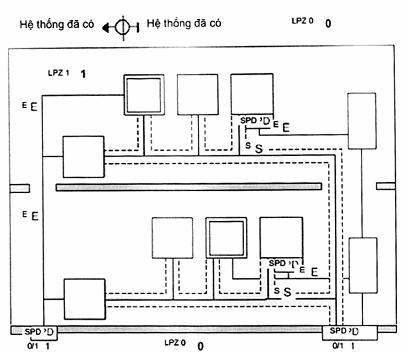 Hệ thống đã có Hệ thống đã có LPZ 0 0
LPZ 1 1
E E
SPD 'D E E
S S
E E
SPD 'D
E E
S S
SPD 'D SPD 'D
0/1 1 LPZ 0 0 0/1 1